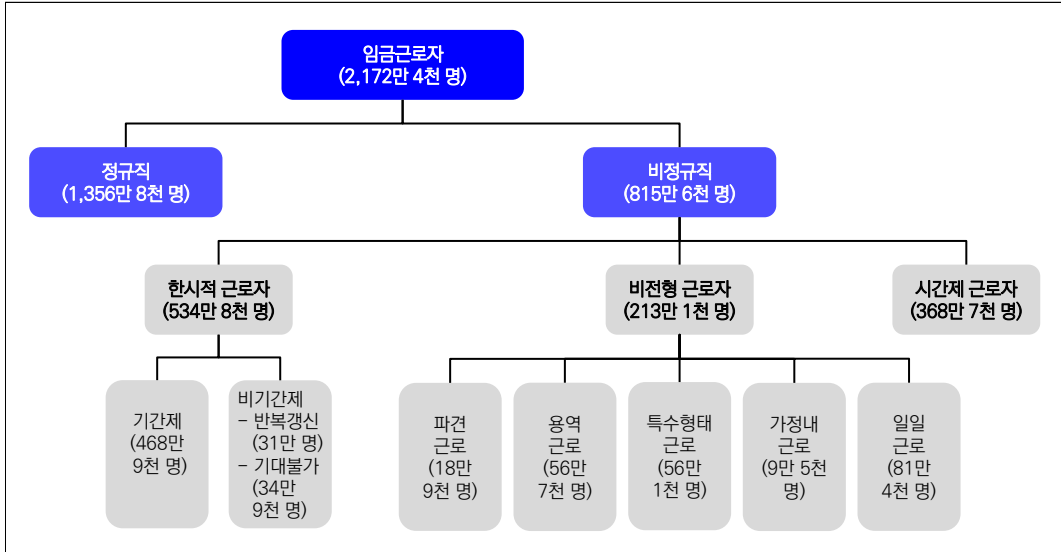 임금근로자
(2,172만 4천 명)
정규직
(1,356만 8천 명)
비정규직
(815만 6천 명)
한시적 근로자
(534만 8천 명)
비전형 근로자
(213만 1천 명)
시간제 근로자
(368만 7천 명)
기간제
(468만
9천 명)
비기간제
- 반복갱신
(31만 명)
- 기대불가
(34만
9천 명)
파견
근로
(18만
9천 명)
용역
근로
(56만
7천 명)
특수형태
근로
(56만
1천 명)
가정내
근로
(9만 5천
명)
일일
근로
(81만
4천 명)